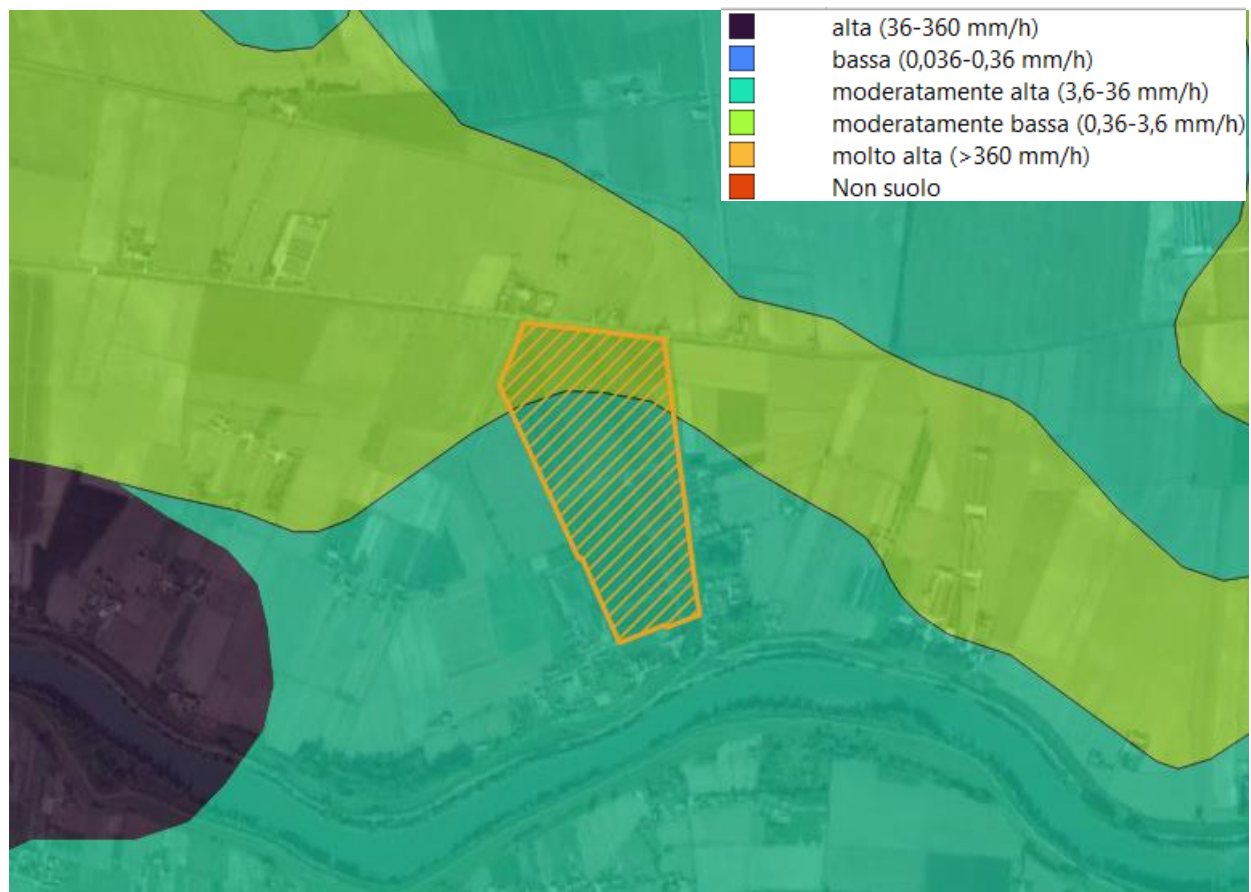 alta (36-360 mm/h)
bassa (0,036-0,36 mm/h)
moderatamente alta (3,6-36 mm/h)
moderatamente bassa (0,36-3,6 mm/h)
molto alta (>360 mm/h)
Non suolo